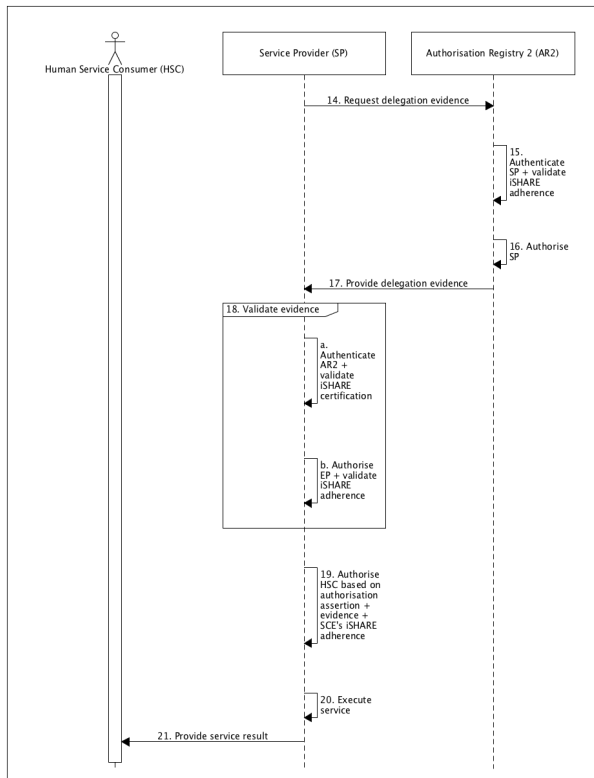 Human Service Consumer (HSC)
Service Provider (SP)
Authorisation Registry 2 (AR2)
14. Request delegation evidence
15.
Authenticate
SP + validate
iSHARE
adherence
16. Authorise
SP
17. Provide delegation evidence
18. Validate evidence
a.
Authenticate
AR2 +
validate
iSHARE
certification
b. Authorise
EP + validate
iSHARE
adherence
19. Authorise
HSC based on
authorisation
assertion +
evidence +
SCE's iSHARE
adherence
20. Execute
service
21. Provide service result